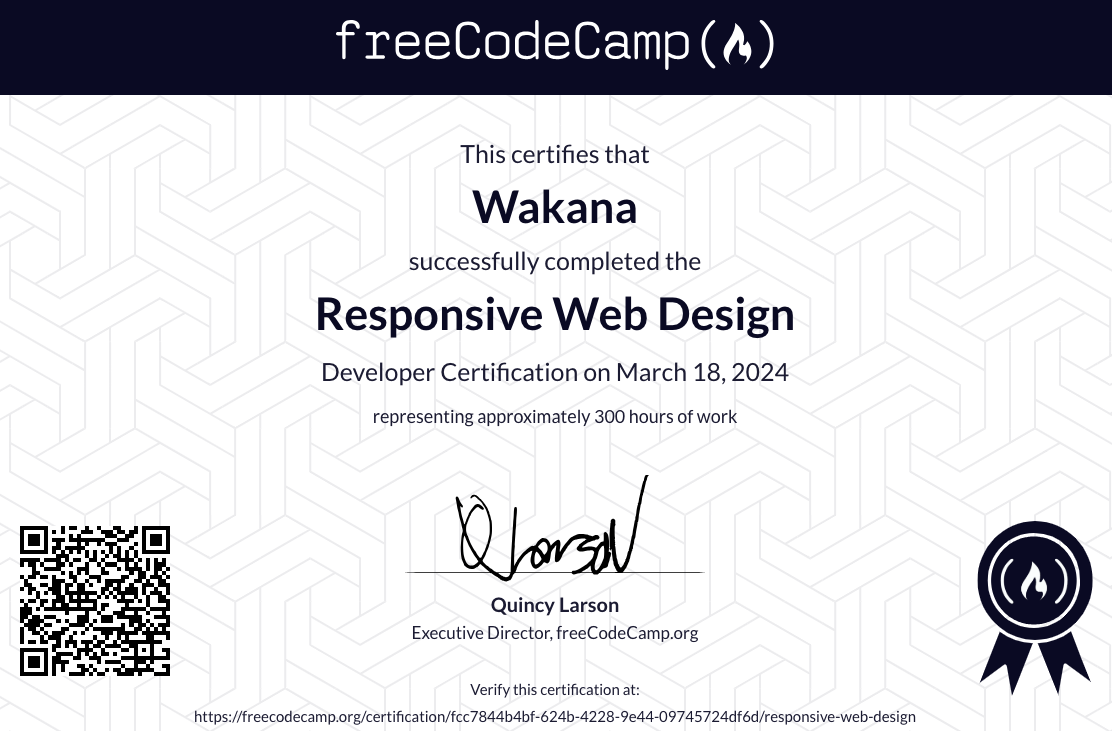 freeCodeCamp
This certifies that
Wakana
successfully completed the
Responsive Web Design
Developer Certification on March 18, 2024
representing approximately 300 hours of work
Quincy Larson
Executive Director, freeCodeCamp.org
Verify this certification at:
https://freecodecamp.org/certification/fcc7844b4bf-624b-4228-9e44-09745724df6d/responsive-web-design